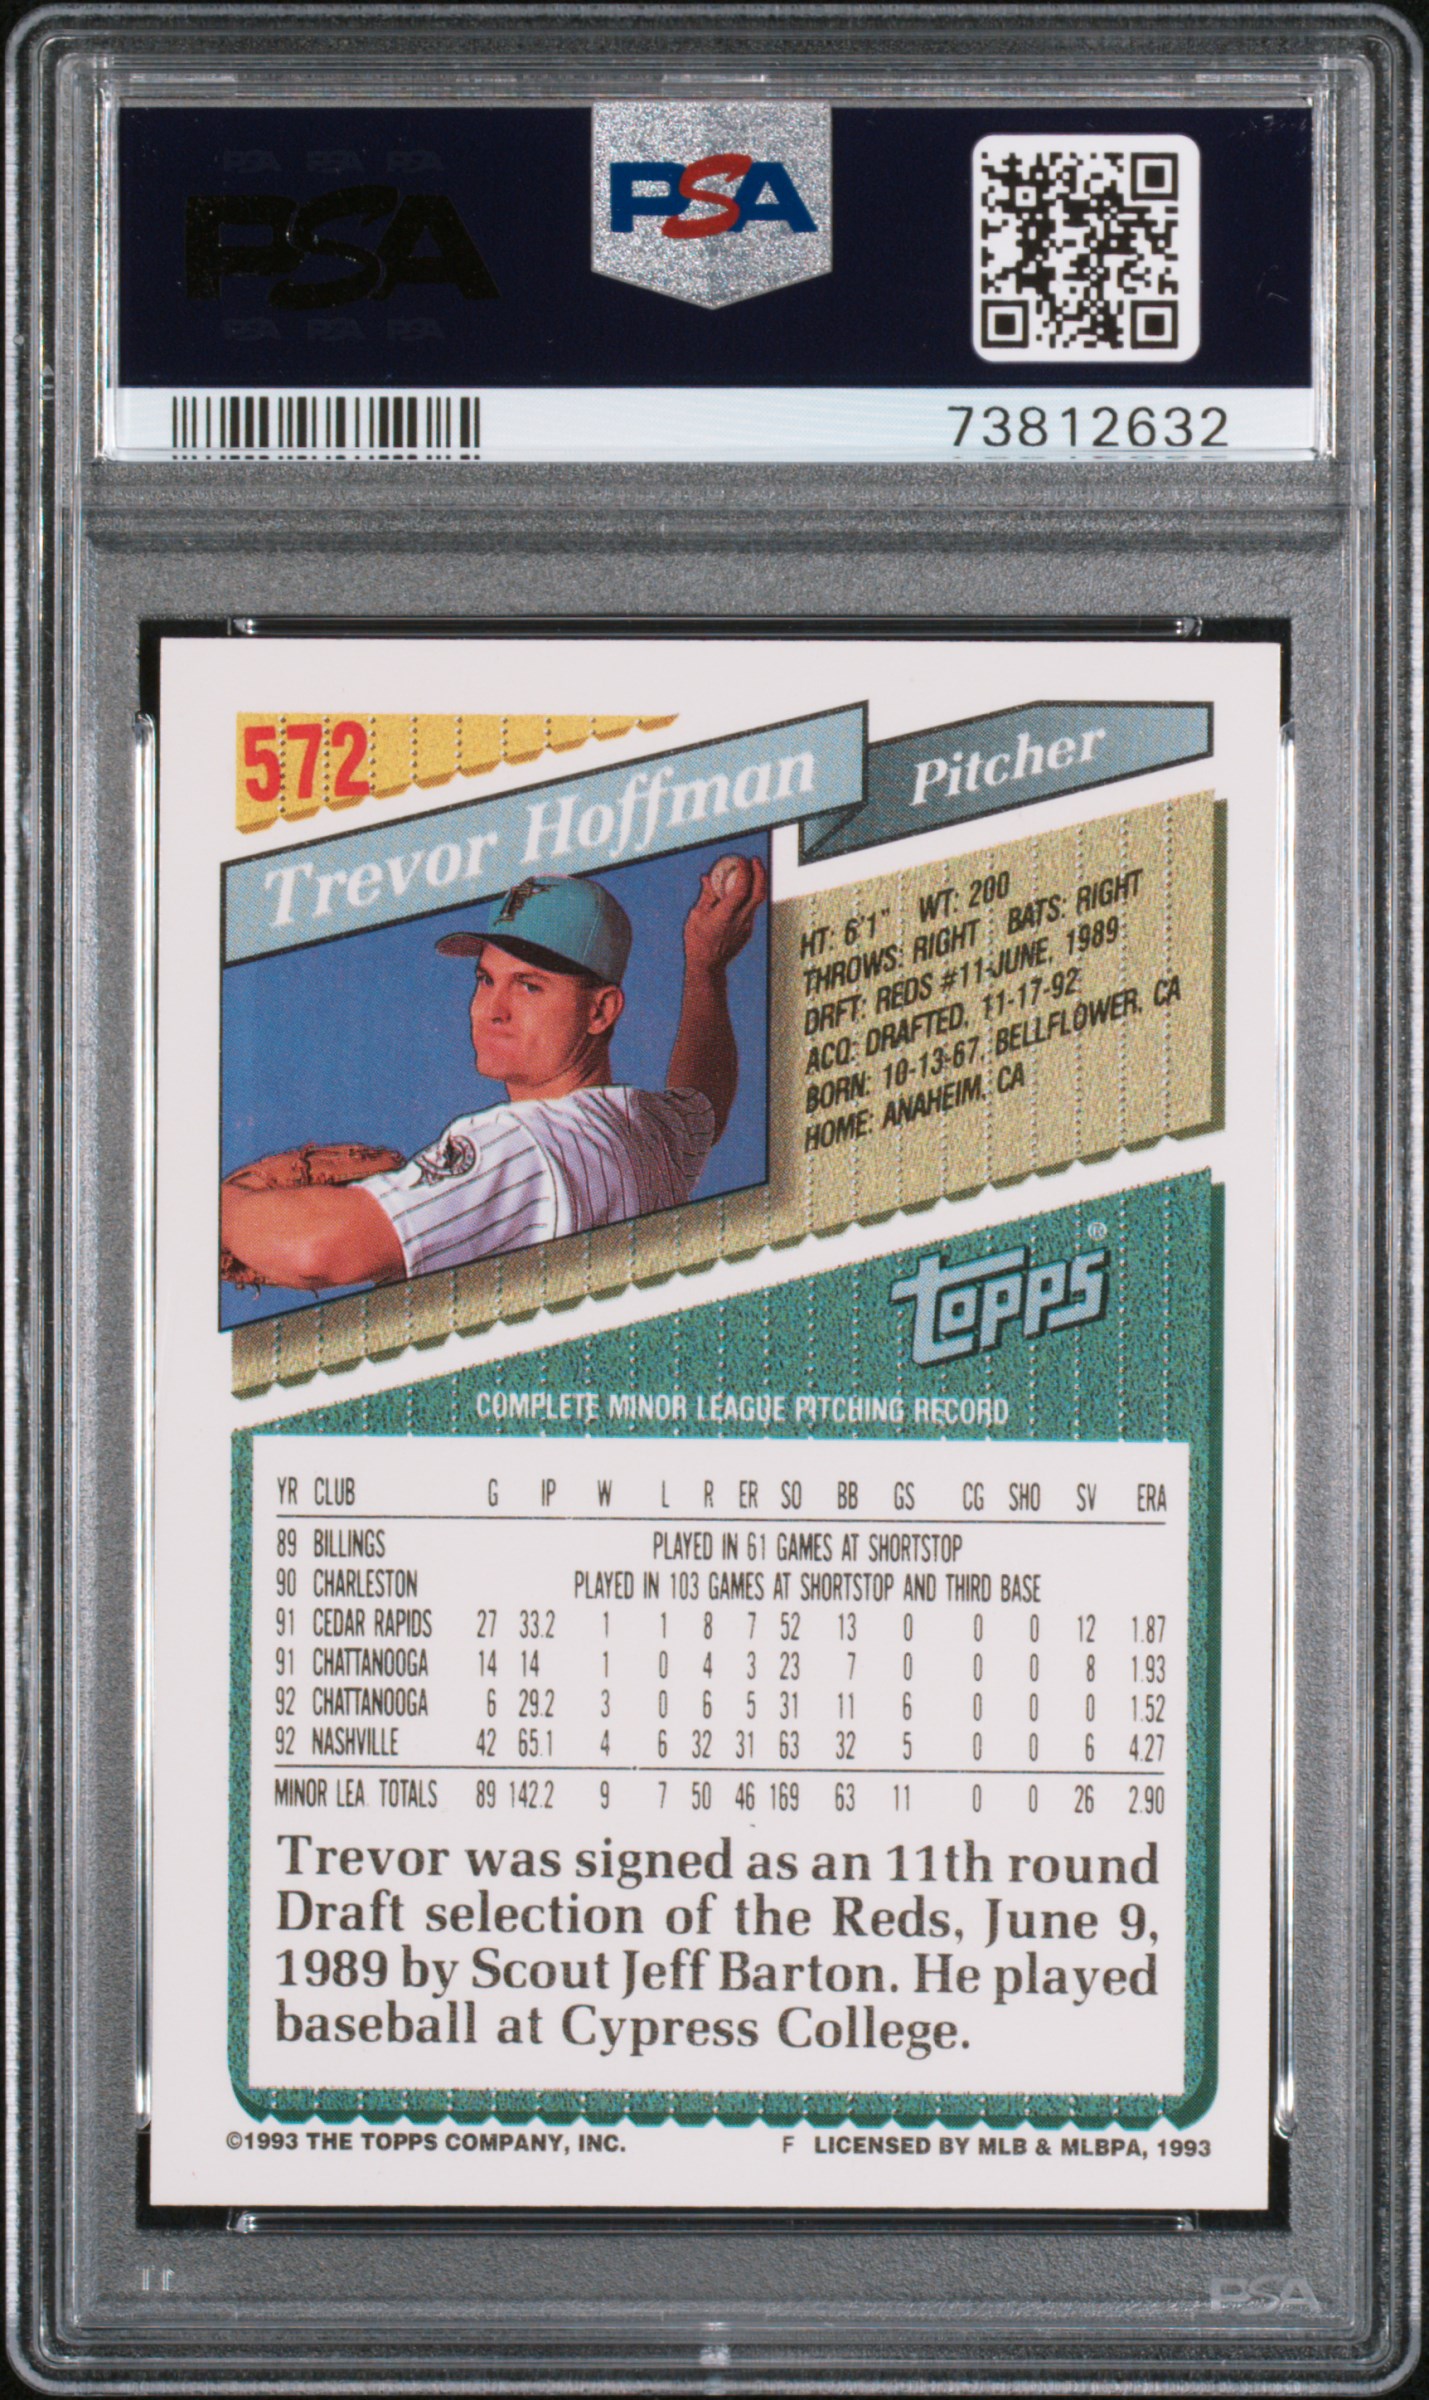 PSA PSA PSA
PSA
PSA PSA PSA
PSA
73812632
572
Trevor Hoffman
Pitcher
HT: 6'1" WT: 200
THROWS: RIGHT BATS: RIGHT
DRFT: REDS #11-JUNE, 1989
ACQ: DRAFTED, 11-17-92
BORN: 10-13-67, BELLFLOWER, CA
HOME: ANAHEIM, CA
Topps®
COMPLETE MINOR LEAGUE PITCHING RECORD
YR CLUB G IP W L R ER SO BB GS CG SHO SV ERA
89 BILLINGS PLAYED IN 61 GAMES AT SHORTSTOP
90 CHARLESTON PLAYED IN 103 GAMES AT SHORTSTOP AND THIRD BASE
91 CEDAR RAPIDS 27 33.2 1 1 8 7 52 13 0 0 0 12 1.87
91 CHATTANOOGA 14 14 1 0 4 3 23 7 0 0 0 8 1.93
92 CHATTANOOGA 6 29.2 3 0 6 5 31 11 6 0 0 0 1.52
92 NASHVILLE 42 65.1 4 6 32 31 63 32 5 0 0 6 4.27
MINOR LEA. TOTALS 89 142.2 9 7 50 46 169 63 11 0 0 26 2.90
Trevor was signed as an 11th round
Draft selection of the Reds, June 9,
1989 by Scout Jeff Barton. He played
baseball at Cypress College.
©1993 THE TOPPS COMPANY, INC.
F LICENSED BY MLB & MLBPA, 1993
PSA